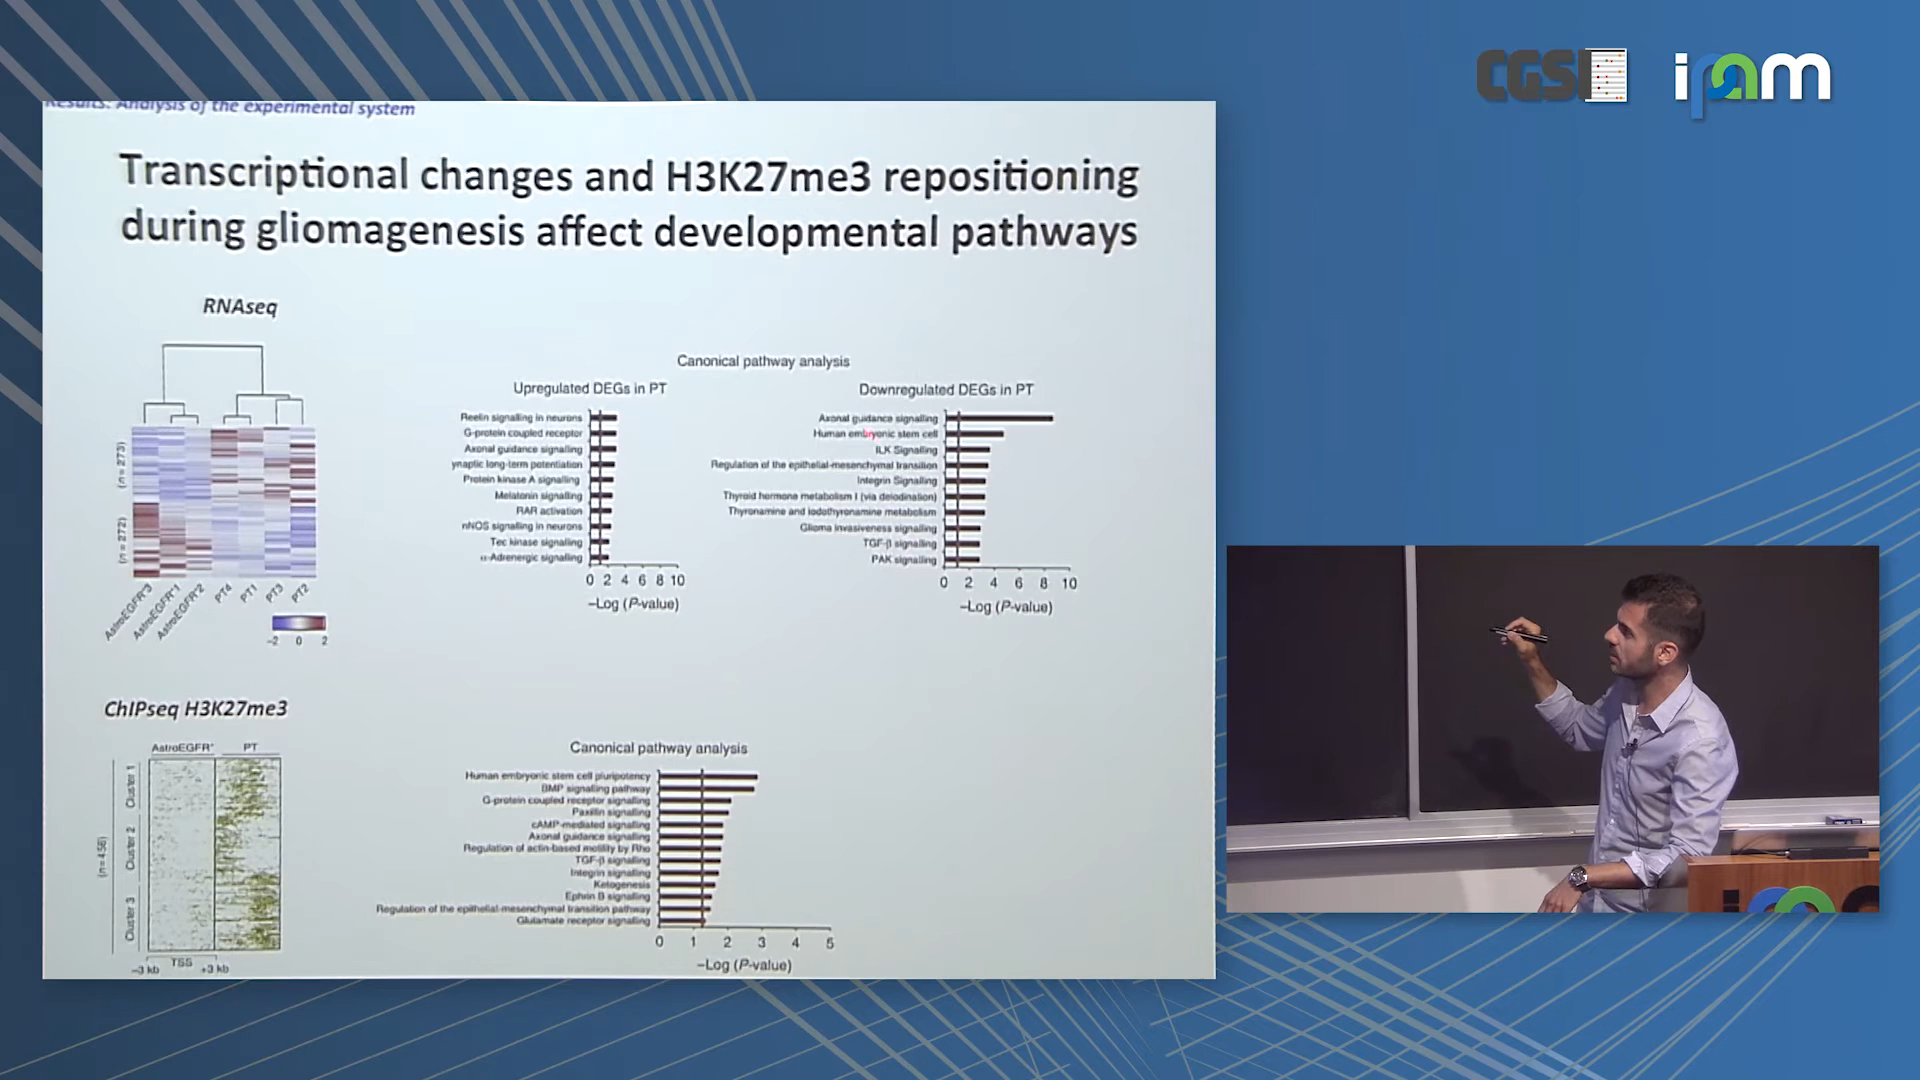 CGSI
ipam
Results: Analysis of the experimental system
Transcriptional changes and H3K27me3 repositioning
during gliomagenesis affect developmental pathways
RNAseq
(n = 273)
(n = 272)
AstroEGFR*3
AstroEGFR*1
AstroEGFR*2
PT4
PT1
PT3
PT2
-2 0 2
Canonical pathway analysis
Upregulated DEGs in PT
Reelin signalling in neurons
G-protein coupled receptor
Axonal guidance signalling
ynaptic long-term potentiation
Protein kinase A signalling
Melatonin signalling
RAR activation
nNOS signalling in neurons
Tec kinase signalling
α-Adrenergic signalling
0 2 4 6 8 10
–Log (P-value)
Downregulated DEGs in PT
Axonal guidance signalling
Human embryonic stem cell
ILK Signalling
Regulation of the epithelial-mesenchymal transition
Integrin Signalling
Thyroid hormone metabolism I (via deiodination)
Thyronamine and iodothyronamine metabolism
Glioma invasiveness signalling
TGF-β signalling
PAK signalling
0 2 4 6 8 10
–Log (P-value)
ChIPseq H3K27me3
AstroEGFR* PT
Cluster 1
Cluster 2
Cluster 3
(n = 456)
–3 kb TSS +3 kb
Canonical pathway analysis
Human embryonic stem cell pluripotency
BMP signalling pathway
G-protein coupled receptor signalling
Paxillin signalling
cAMP-mediated signalling
Axonal guidance signalling
Regulation of actin-based motility by Rho
TGF-β signalling
Integrin signalling
Ketogenesis
Ephrin B signalling
Regulation of the epithelial-mesenchymal transition pathway
Glutamate receptor signalling
0 1 2 3 4 5
–Log (P-value)